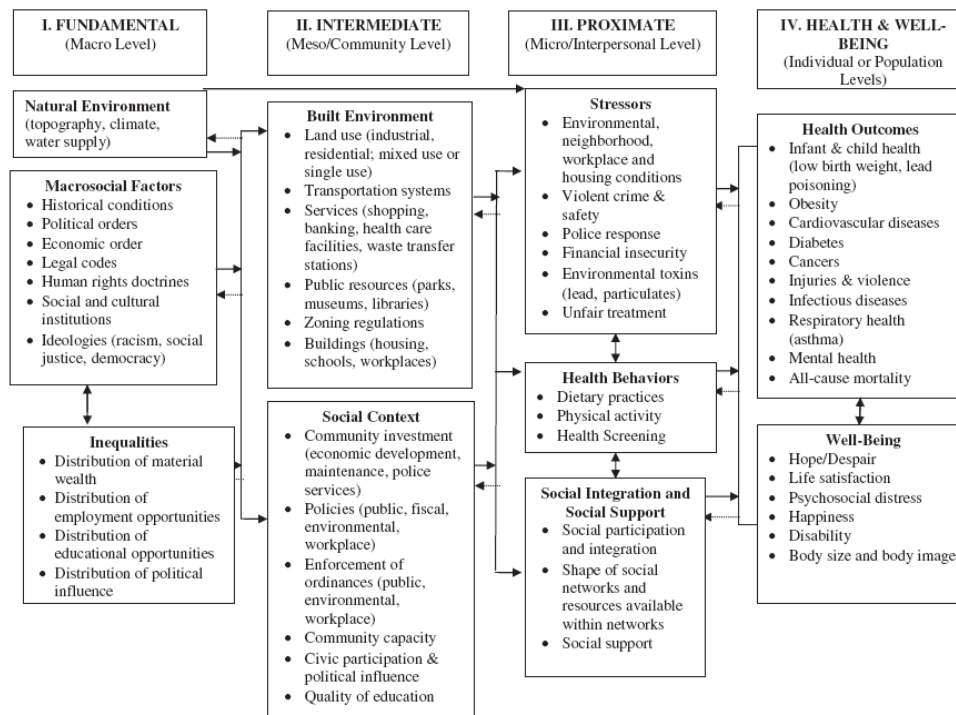 I. FUNDAMENTAL
(Macro Level)
II. INTERMEDIATE
(Meso/Community Level)
III. PROXIMATE
(Micro/Interpersonal Level)
IV. HEALTH & WELL-
BEING
(Individual or Population
Levels)
Natural Environment
(topography, climate,
water supply)
Macrosocial Factors
• Historical conditions
• Political orders
• Economic order
• Legal codes
• Human rights doctrines
• Social and cultural
institutions
• Ideologies (racism, social
justice, democracy)
Inequalities
• Distribution of material
wealth
• Distribution of
employment opportunities
• Distribution of
educational opportunities
• Distribution of political
influence
Built Environment
• Land use (industrial,
residential; mixed use or
single use)
• Transportation systems
• Services (shopping,
banking, health care
facilities, waste transfer
stations)
• Public resources (parks,
museums, libraries)
• Zoning regulations
• Buildings (housing,
schools, workplaces)
Social Context
• Community investment
(economic development,
maintenance, police
services)
• Policies (public, fiscal,
environmental,
workplace)
• Enforcement of
ordinances (public,
environmental,
workplace)
• Community capacity
• Civic participation &
political influence
• Quality of education
Stressors
• Environmental,
neighborhood,
workplace and
housing conditions
• Violent crime &
safety
• Police response
• Financial insecurity
• Environmental toxins
(lead, particulates)
• Unfair treatment
Health Behaviors
• Dietary practices
• Physical activity
• Health Screening
Social Integration and
Social Support
• Social participation
and integration
• Shape of social
networks and
resources available
within networks
• Social support
Health Outcomes
• Infant & child health
(low birth weight, lead
poisoning)
• Obesity
• Cardiovascular diseases
• Diabetes
• Cancers
• Injuries & violence
• Infectious diseases
• Respiratory health
(asthma)
• Mental health
• All-cause mortality
Well-Being
• Hope/Despair
• Life satisfaction
• Psychosocial distress
• Happiness
• Disability
• Body size and body image